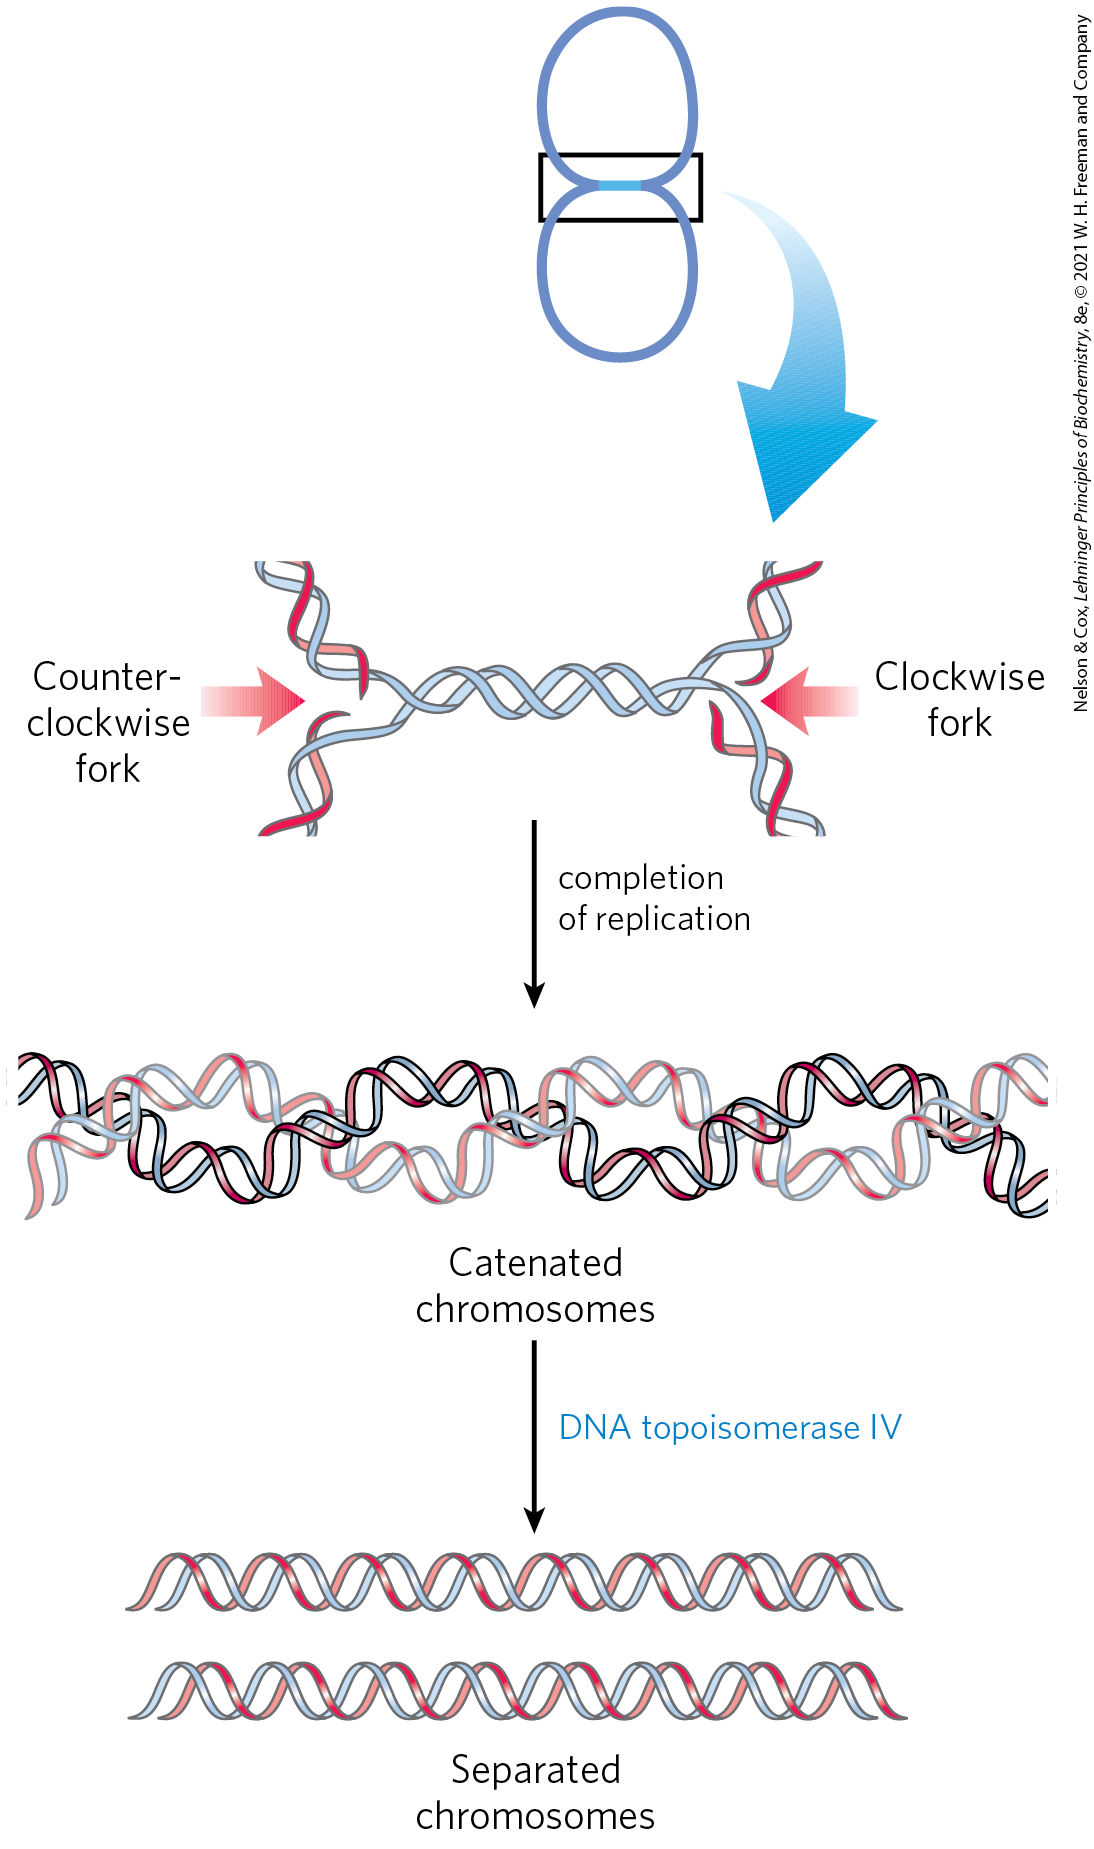 Nelson & Cox, Lehninger Principles of Biochemistry, 8e, © 2021 W. H. Freeman and Company
Counter-
clockwise
fork
Clockwise
fork
completion
of replication
Catenated
chromosomes
DNA topoisomerase IV
Separated
chromosomes